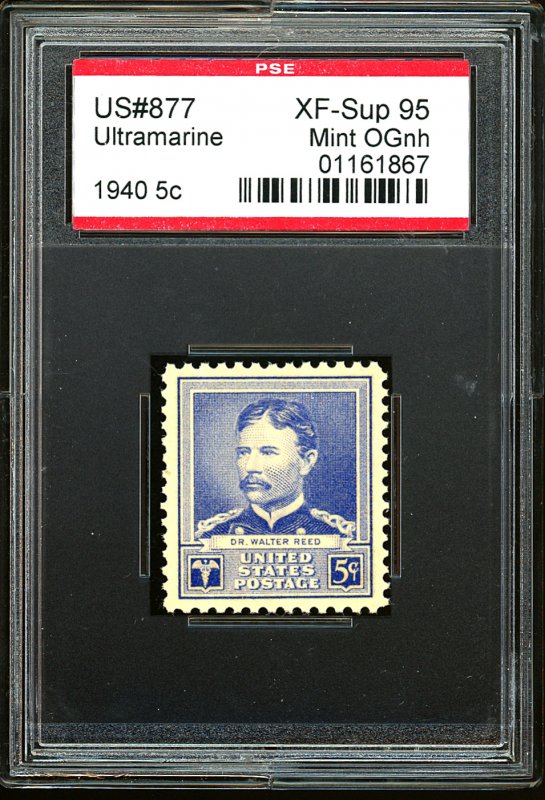 PSE
US#877 XF-Sup 95
Ultramarine Mint OGnh
01161867
1940 5c
DR. WALTER REED
UNITED
STATES
POSTAGE
5¢